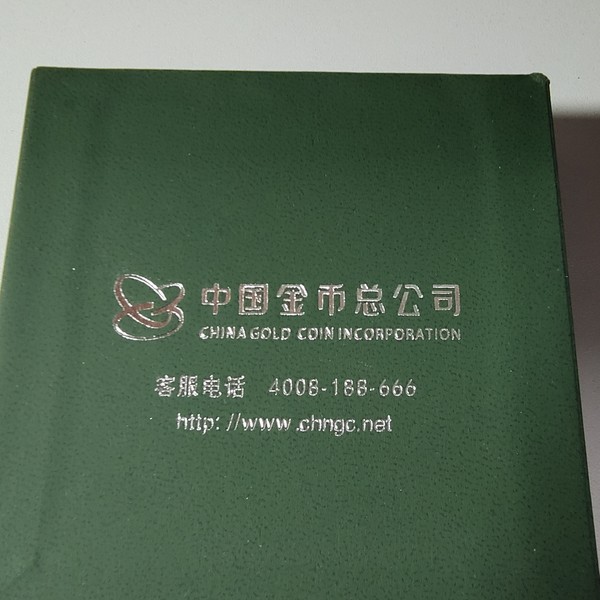 中国金币总公司
CHINA GOLD COIN INCORPORATION
客服电话 4008-188-666
http: //www.chngc.net